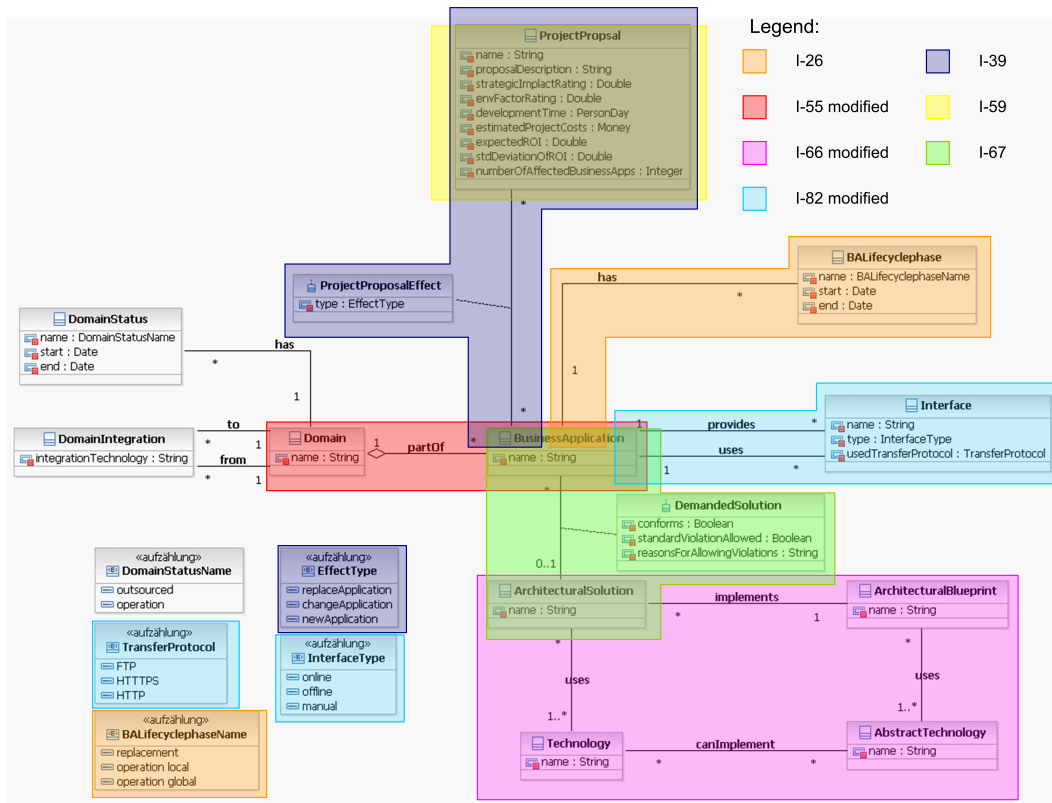 Legend:
I-26
I-39
I-55 modified
I-59
I-66 modified
I-67
I-82 modified
ProjectPropsal
name : String
proposalDescription : String
strategicImplactRating : Double
envFactorRating : Double
developmentTime : PersonDay
estimatedProjectCosts : Money
expectedROI : Double
stdDeviationOfROI : Double
numberOfAffectedBusinessApps : Integer
*
ProjectProposalEffect
type : EffectType
*
has
*
1
BALifecyclephase
name : BALifecyclephaseName
start : Date
end : Date
DomainStatus
name : DomainStatusName
start : Date
end : Date
has
*
1
DomainIntegration
integrationTechnology : String
to
*
1
from
*
1
Domain
name : String
1
partOf
*
BusinessApplication
name : String
1
provides
*
uses
1
*
Interface
name : String
type : InterfaceType
usedTransferProtocol : TransferProtocol
*
0..1
DemandedSolution
conforms : Boolean
standardViolationAllowed : Boolean
reasonsForAllowingViolations : String
ArchitecturalSolution
name : String
implements
*
1
ArchitecturalBlueprint
name : String
*
uses
1..*
*
uses
1..*
Technology
name : String
canImplement
*
*
AbstractTechnology
name : String
«aufzählung»
DomainStatusName
outsourced
operation
«aufzählung»
EffectType
replaceApplication
changeApplication
newApplication
«aufzählung»
TransferProtocol
FTP
HTTTPS
HTTP
«aufzählung»
InterfaceType
online
offline
manual
«aufzählung»
BALifecyclephaseName
replacement
operation local
operation global